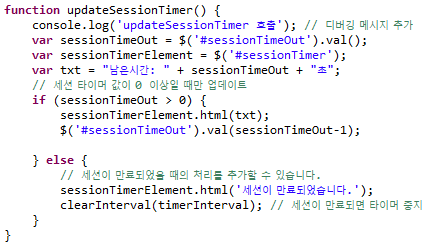 function updateSessionTimer() {
    console.log('updateSessionTimer 호출'); // 디버깅 메시지 추가
    var sessionTimeOut = $('#sessionTimeOut').val();
    var sessionTimerElement = $('#sessionTimer');
    var txt = "남은시간: " + sessionTimeOut + "초";
    // 세션 타이머 값이 0 이상일 때만 업데이트
    if (sessionTimeOut > 0) {
        sessionTimerElement.html(txt);
        $('#sessionTimeOut').val(sessionTimeOut-1);
    } else {
        // 세션이 만료되었을 때의 처리를 추가할 수 있습니다.
        sessionTimerElement.html('세션이 만료되었습니다.');
        clearInterval(timerInterval); // 세션이 만료되면 타이머 중지
    }
}